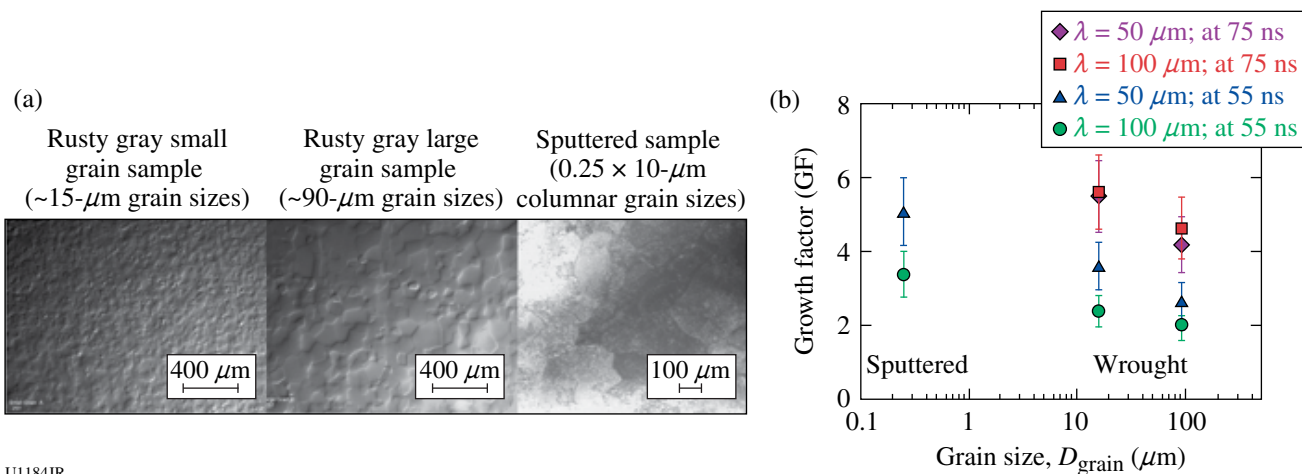 (a)
Rusty gray small
grain sample
(~15-μm grain sizes)
Rusty gray large
grain sample
(~90-μm grain sizes)
Sputtered sample
(0.25 × 10-μm
columnar grain sizes)
400 μm
400 μm
100 μm
(b)
λ = 50 μm; at 75 ns
λ = 100 μm; at 75 ns
λ = 50 μm; at 55 ns
λ = 100 μm; at 55 ns
Growth factor (GF)
8
6
4
2
0
Sputtered
Wrought
0.1
1
10
100
Grain size, Dgrain (μm)
U1184JR